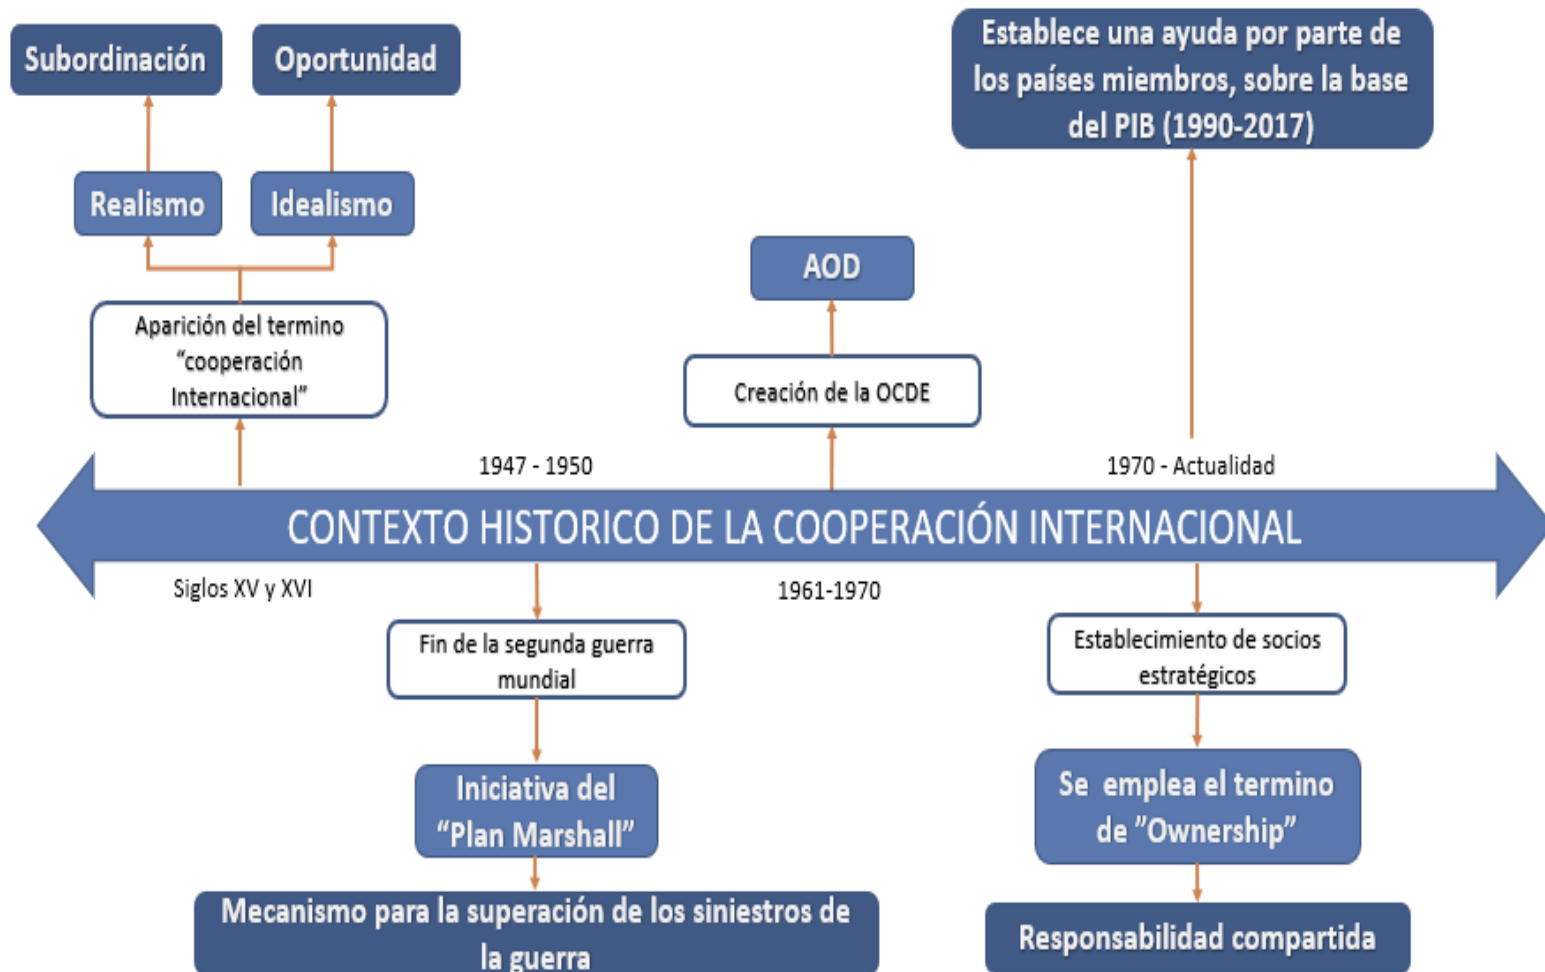 Subordinación
Oportunidad
Establece una ayuda por parte de
los países miembros, sobre la base
del PIB (1990-2017)
Realismo
Idealismo
AOD
Aparición del termino
“cooperación
Internacional”
Creación de la OCDE
1947 - 1950
1970 - Actualidad
CONTEXTO HISTORICO DE LA COOPERACIÓN INTERNACIONAL
Siglos XV y XVI
1961-1970
Fin de la segunda guerra
mundial
Establecimiento de socios
estratégicos
Iniciativa del
“Plan Marshall”
Se emplea el termino
de ”Ownership”
Mecanismo para la superación de los siniestros de
la guerra
Responsabilidad compartida